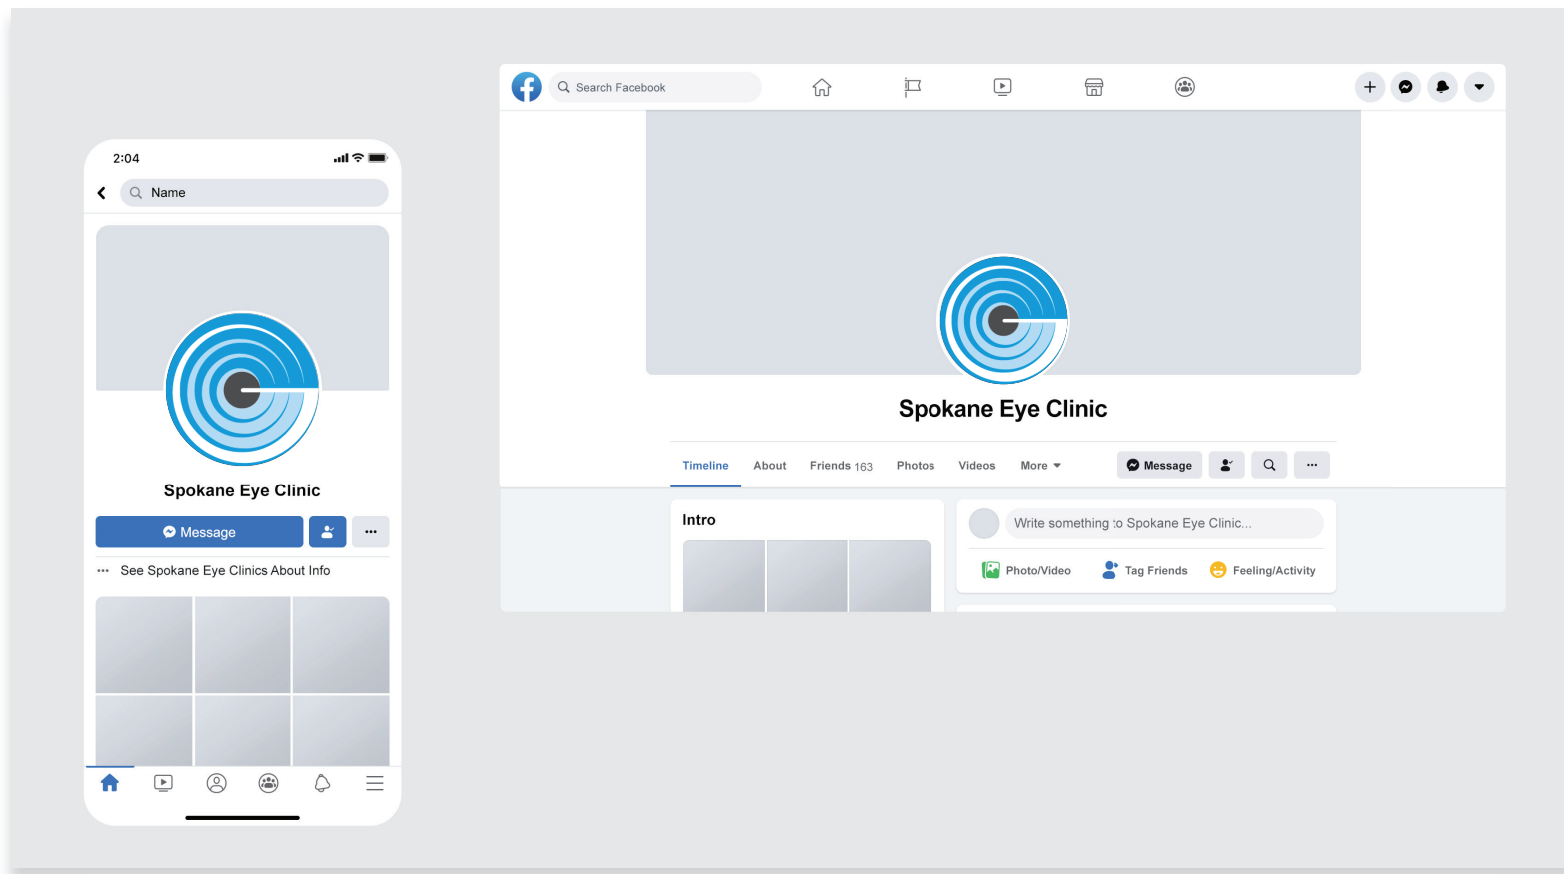 2:04
Name
Spokane Eye Clinic
Message
See Spokane Eye Clinics About Info
Search Facebook
Spokane Eye Clinic
Timeline About Friends 163 Photos Videos More Message
Intro
Write something to Spokane Eye Clinic...
Photo/Video Tag Friends Feeling/Activity